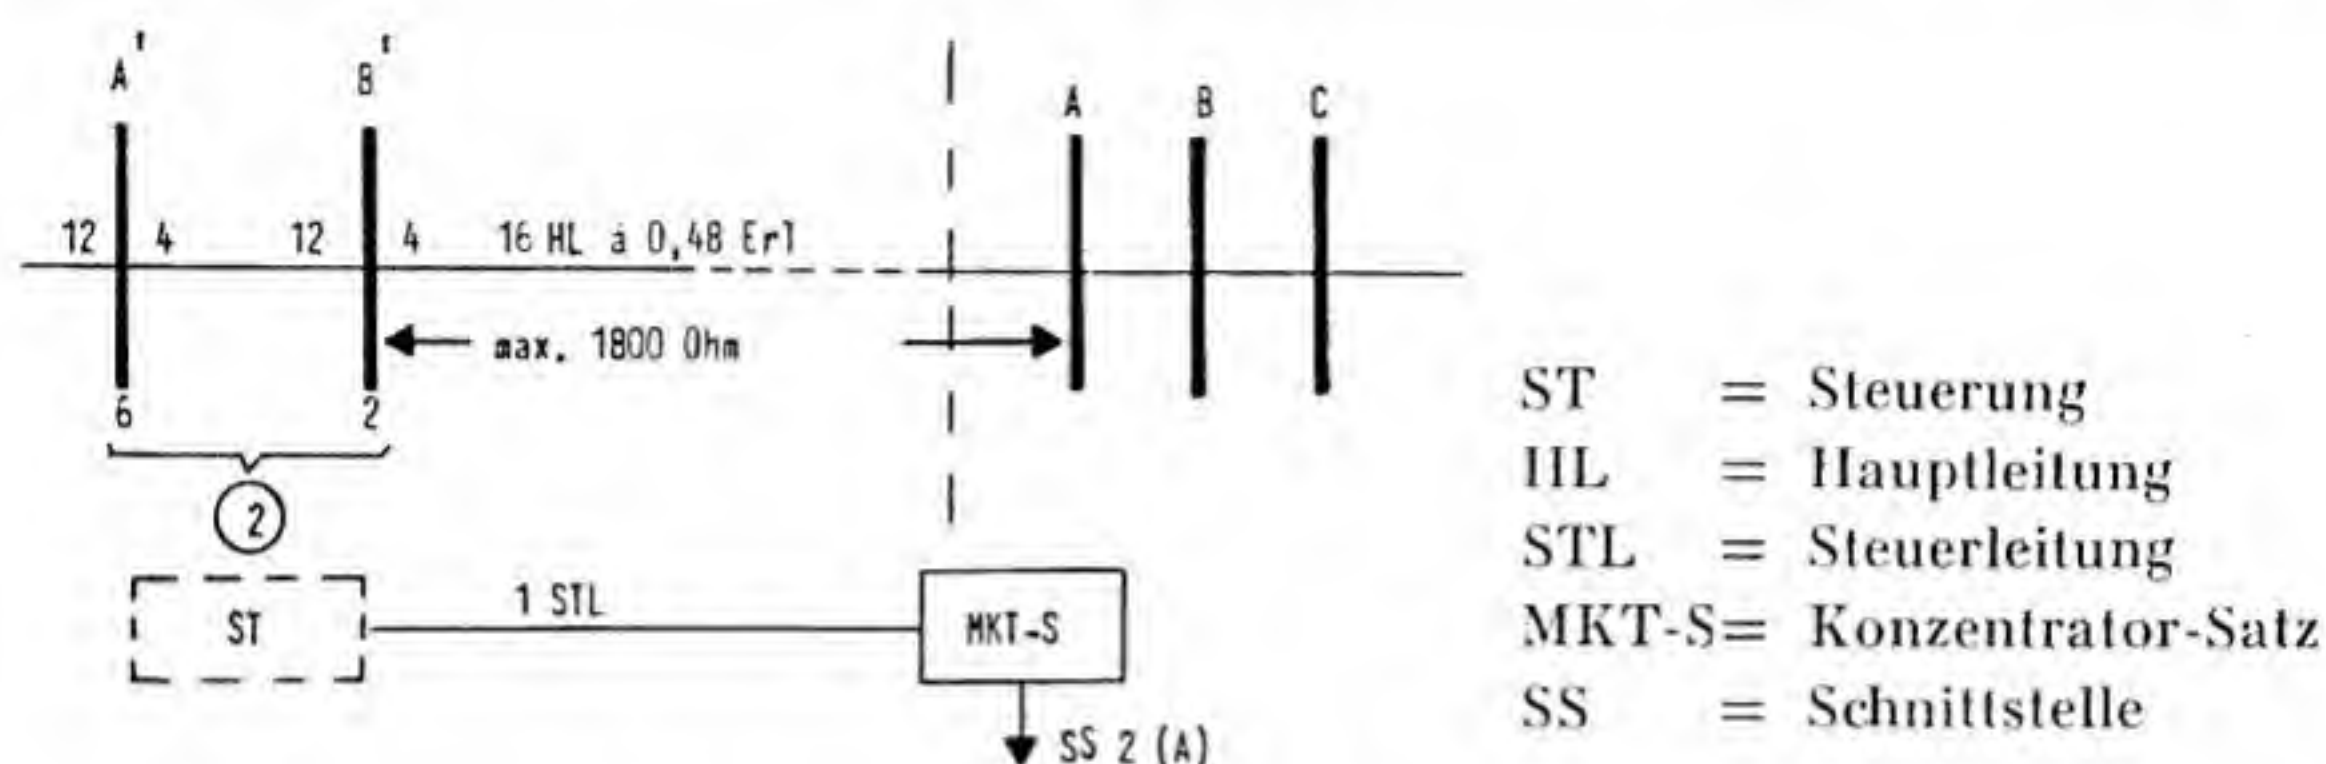 A' B'
A B C
12 4 12 4 16 HL á 0,48 Erl
max. 1800 Ohm
6 2
2
ST 1 STL MKT-S
SS 2 (A)
ST = Steuerung
HL = Hauptleitung
STL = Steuerleitung
MKT-S= Konzentrator-Satz
SS = Schnittstelle